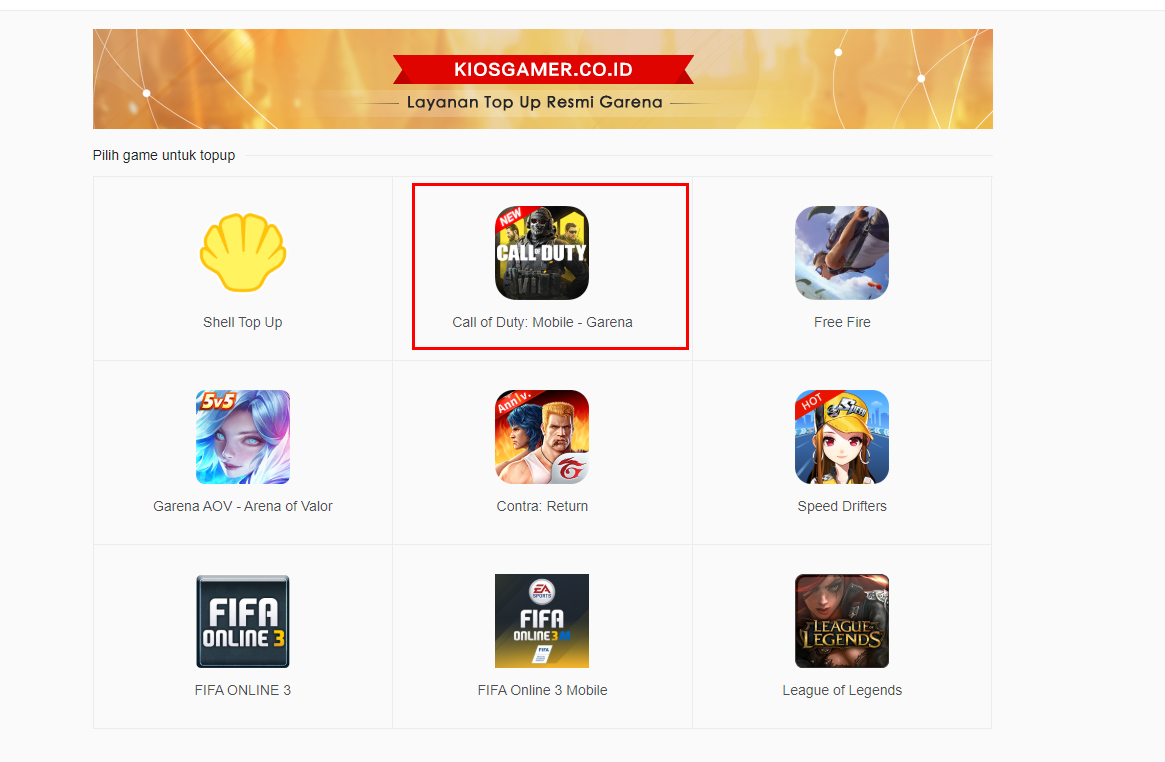 KIOSGAMER.CO.ID
Layanan Top Up Resmi Garena
Pilih game untuk topup
NEW
CALL OF DUTY
Shell Top Up
Call of Duty: Mobile - Garena
Free Fire
5v5
Ann1v.
HOT
Speed
Garena AOV - Arena of Valor
Contra: Return
Speed Drifters
FIFA
ONLINE 3
EA
SPORTS
FIFA
ONLINE 3 M
FIFA
LEAGUE OF
LEGENDS
FIFA ONLINE 3
FIFA Online 3 Mobile
League of Legends